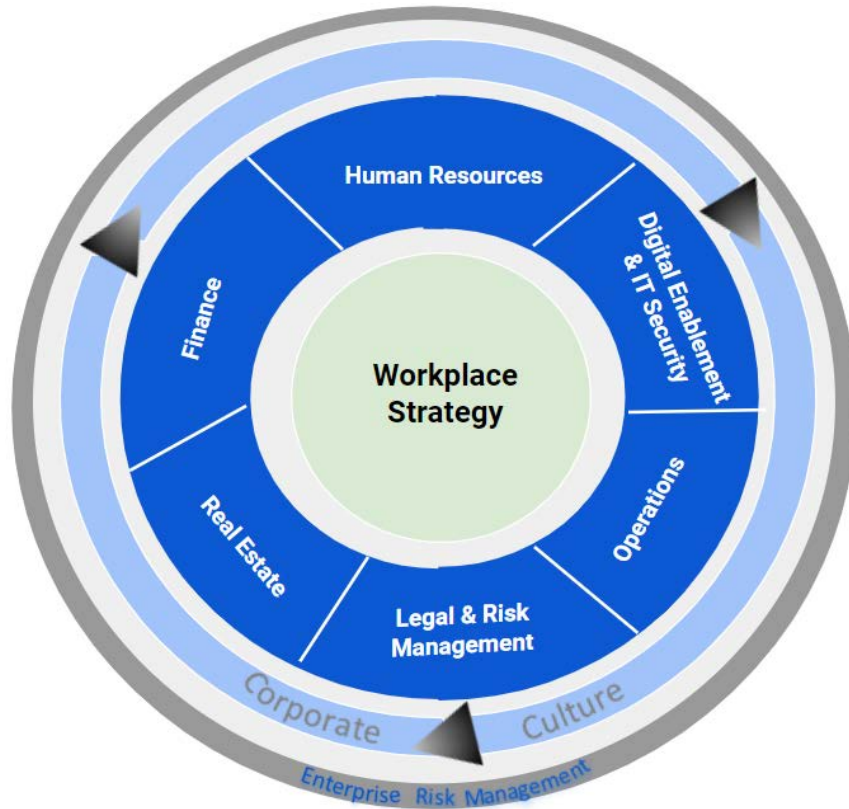 Human Resources
Digital Enablement
& IT Security
Finance
Workplace
Strategy
Operations
Real Estate
Legal & Risk
Management
Corporate Culture
Enterprise Risk Management